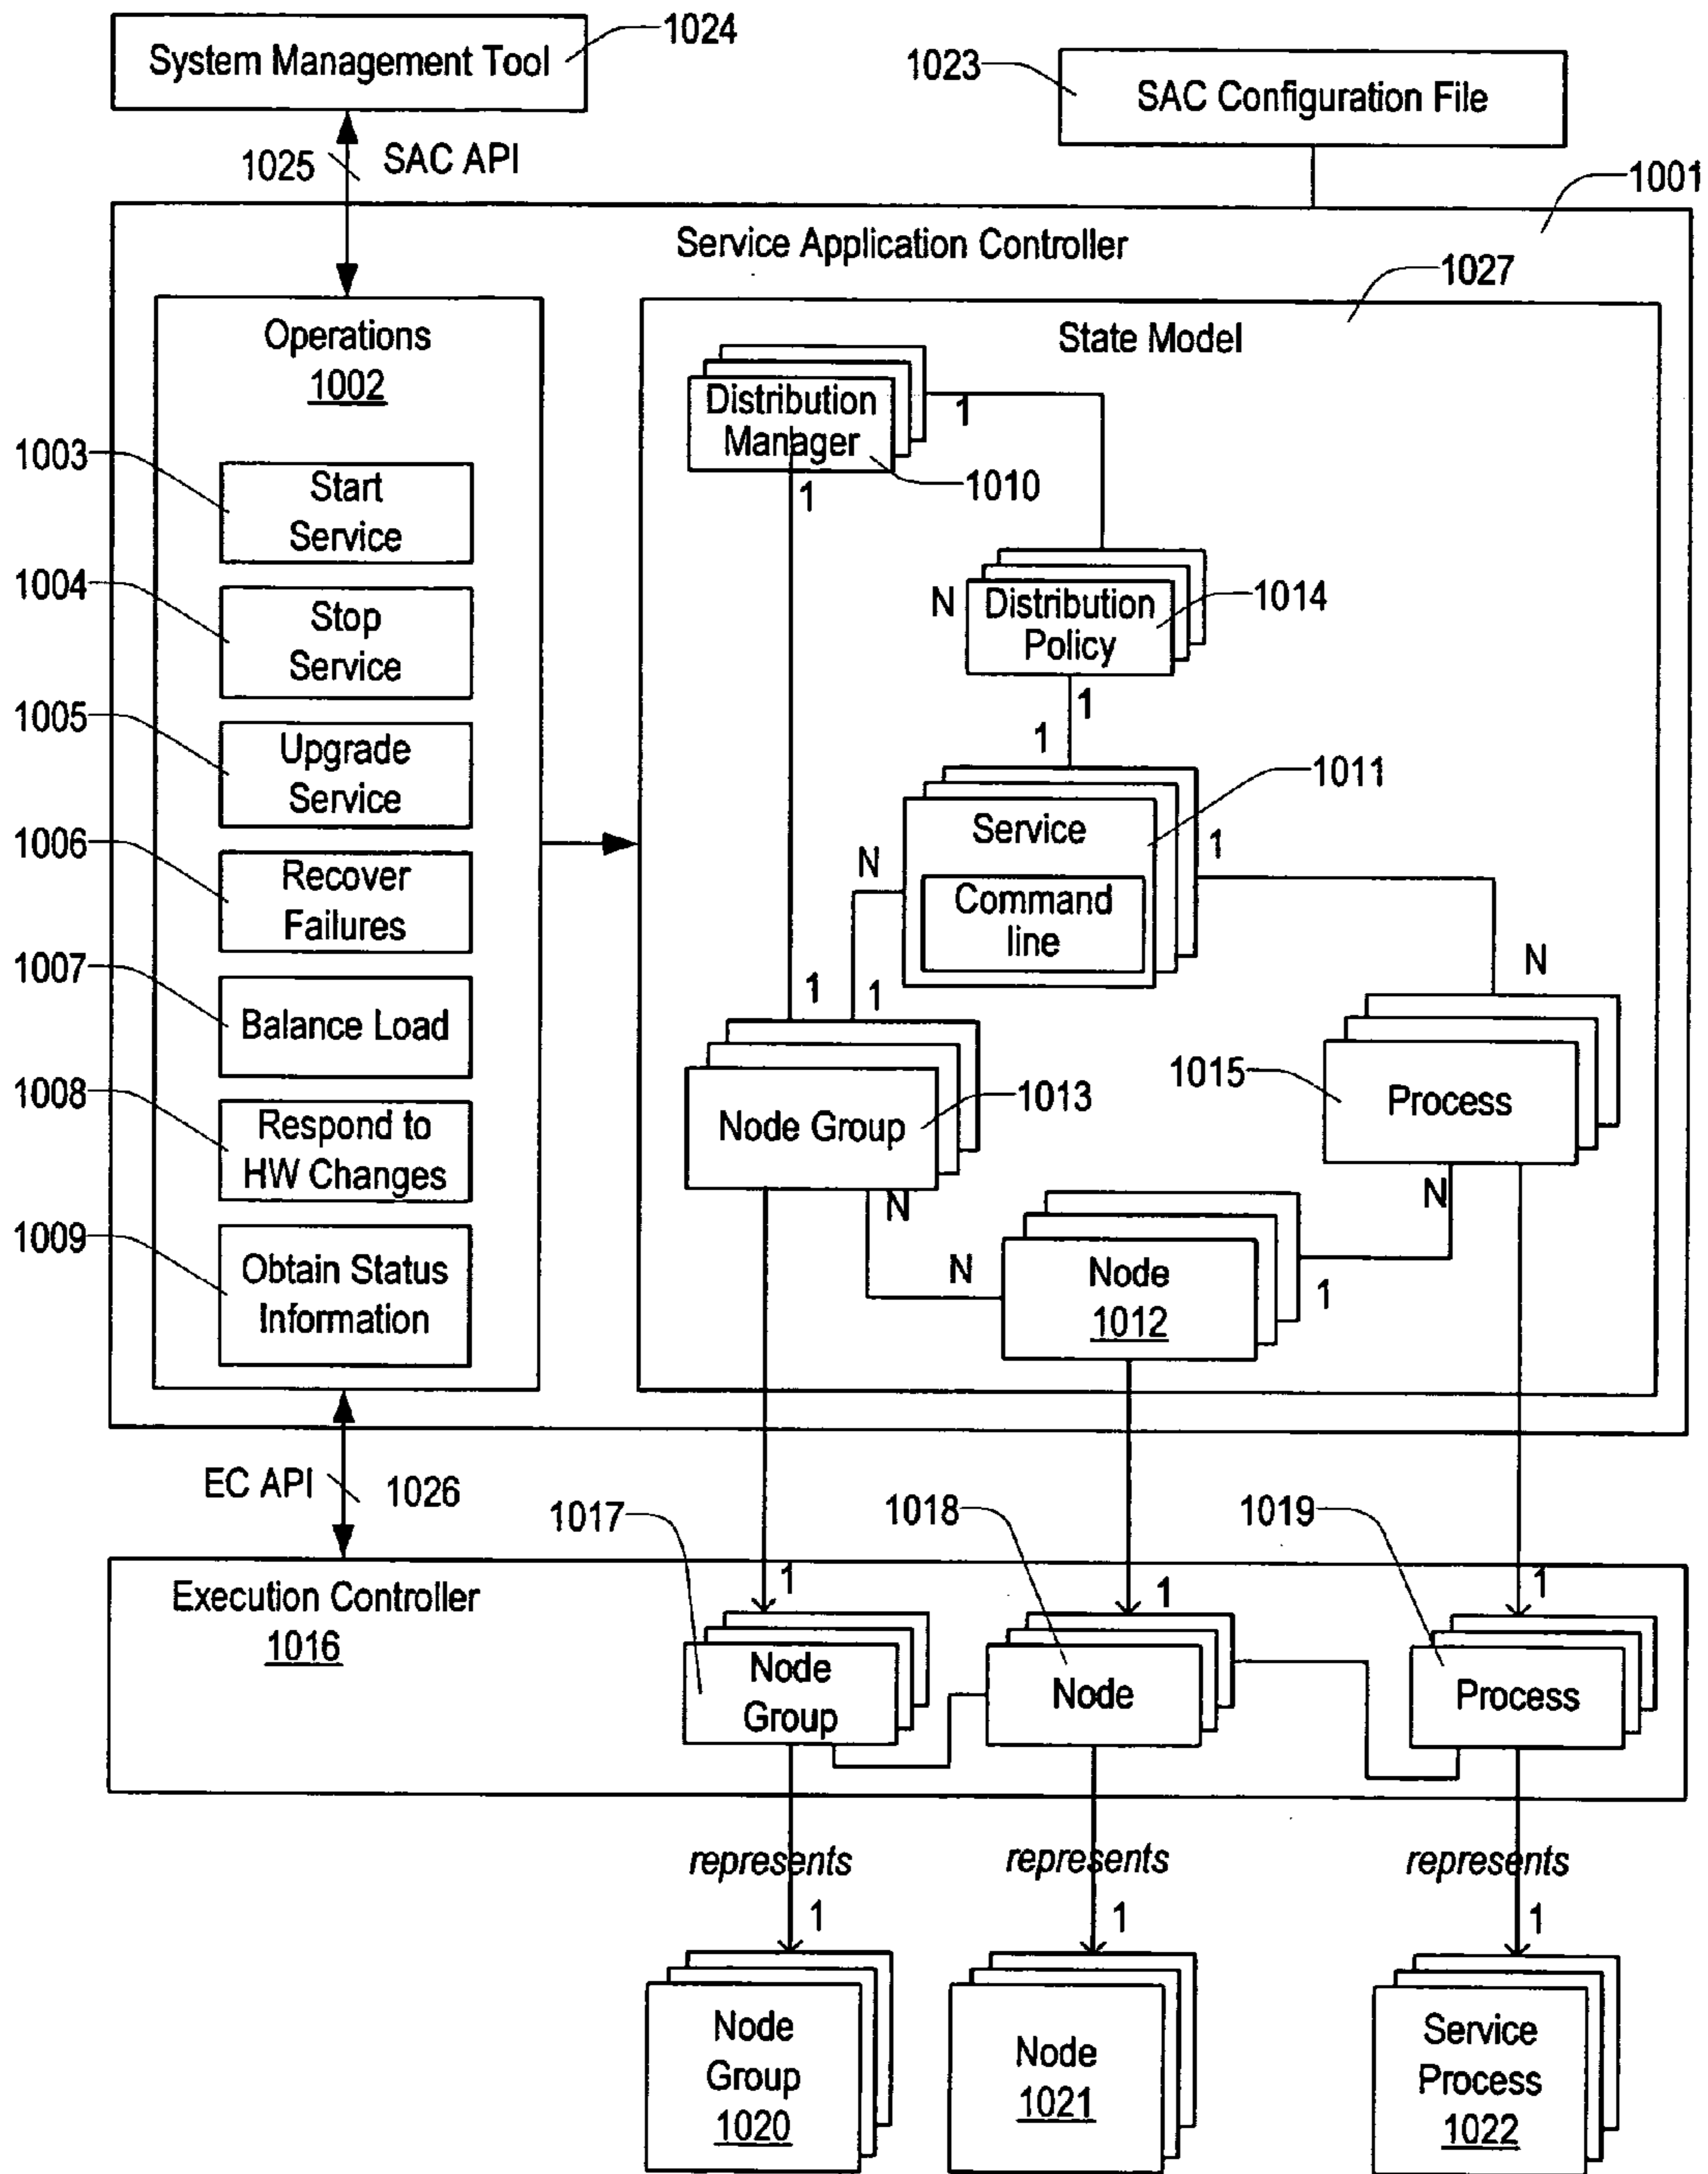 System Management Tool
1024
1023
SAC Configuration File
1025
SAC API
1001
Service Application Controller
1027
Operations
1002
State Model
Distribution
Manager
1
1010
1
1003
Start
Service
1004
Stop
Service
N
Distribution
Policy
1014
1
1
1005
Upgrade
Service
1011
Service
1
N
Command
line
1006
Recover
Failures
1007
Balance Load
1
1
N
1008
Respond to
HW Changes
Node Group
1013
1015
Process
N
N
1009
Obtain Status
Information
N
Node
1012
1
EC API
1026
1017
1018
1019
Execution Controller
1016
1
1
1
Node
Group
Node
Process
represents
represents
represents
1
1
1
Node
Group
1020
Node
1021
Service
Process
1022